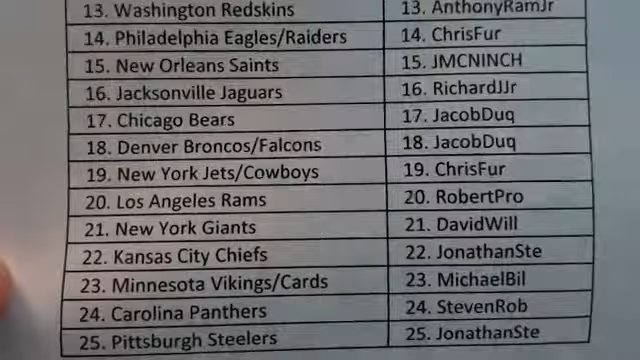 13. Washington Redskins 13. AnthonyRamJr
14. Philadelphia Eagles/Raiders 14. ChrisFur
15. New Orleans Saints 15. JMCNINCH
16. Jacksonville Jaguars 16. RichardJJr
17. Chicago Bears 17. JacobDuq
18. Denver Broncos/Falcons 18. JacobDuq
19. New York Jets/Cowboys 19. ChrisFur
20. Los Angeles Rams 20. RobertPro
21. New York Giants 21. DavidWill
22. Kansas City Chiefs 22. JonathanSte
23. Minnesota Vikings/Cards 23. MichaelBil
24. Carolina Panthers 24. StevenRob
25. Pittsburgh Steelers 25. JonathanSte